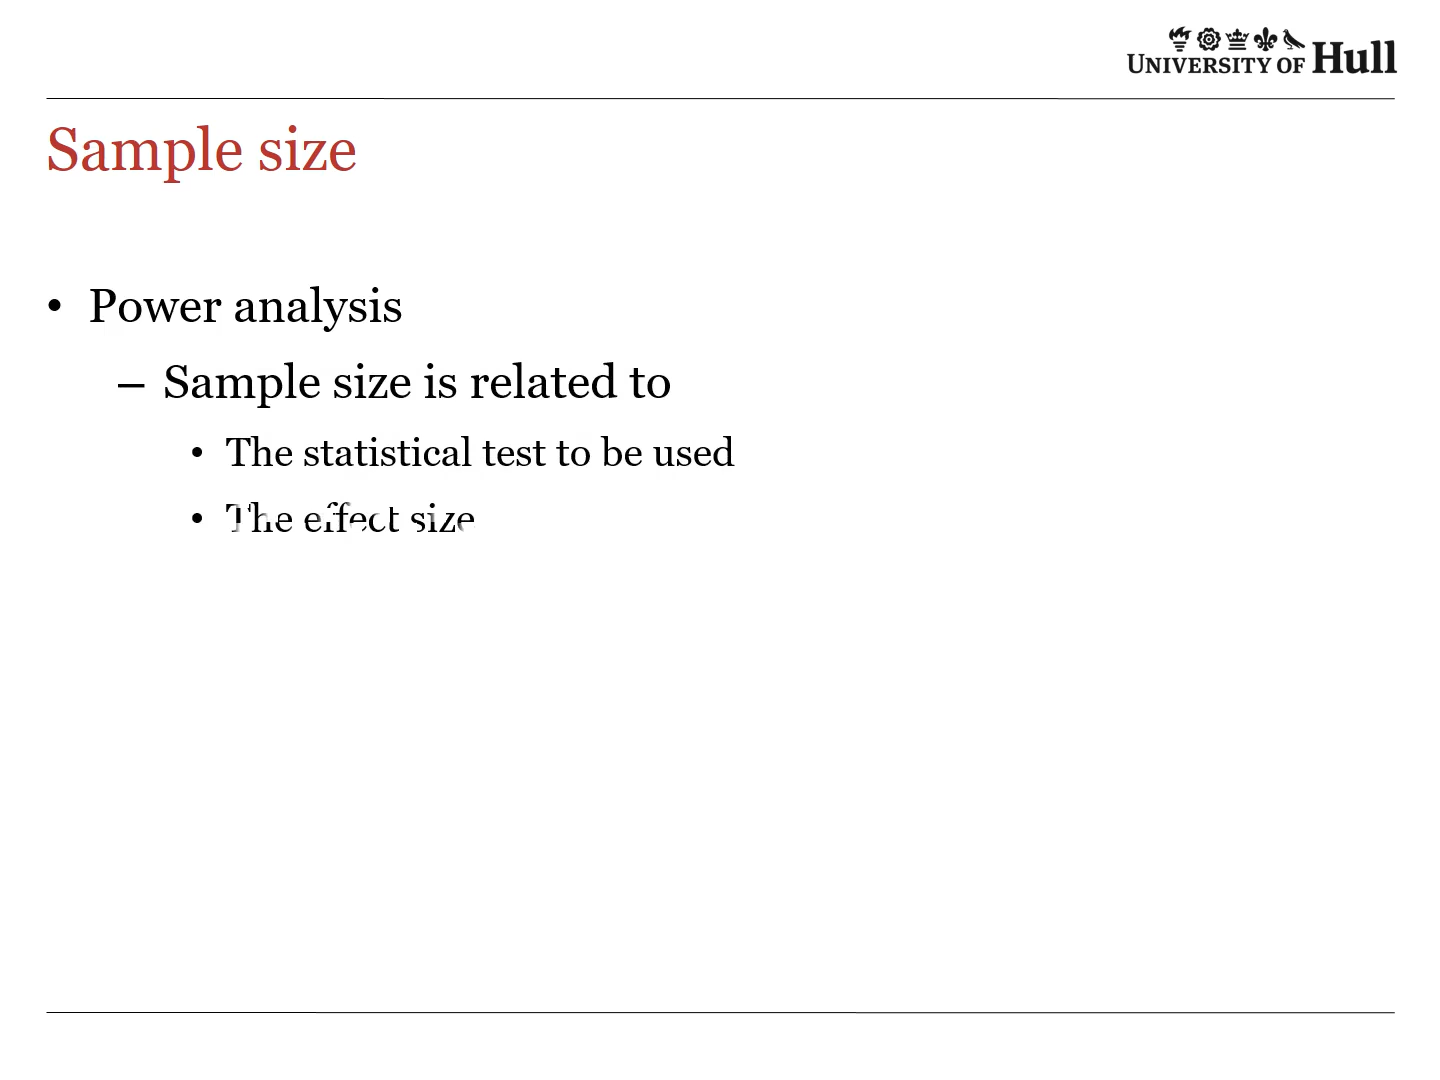 UNIVERSITY OF Hull
Sample size
• Power analysis
– Sample size is related to
• The statistical test to be used
• The effect size